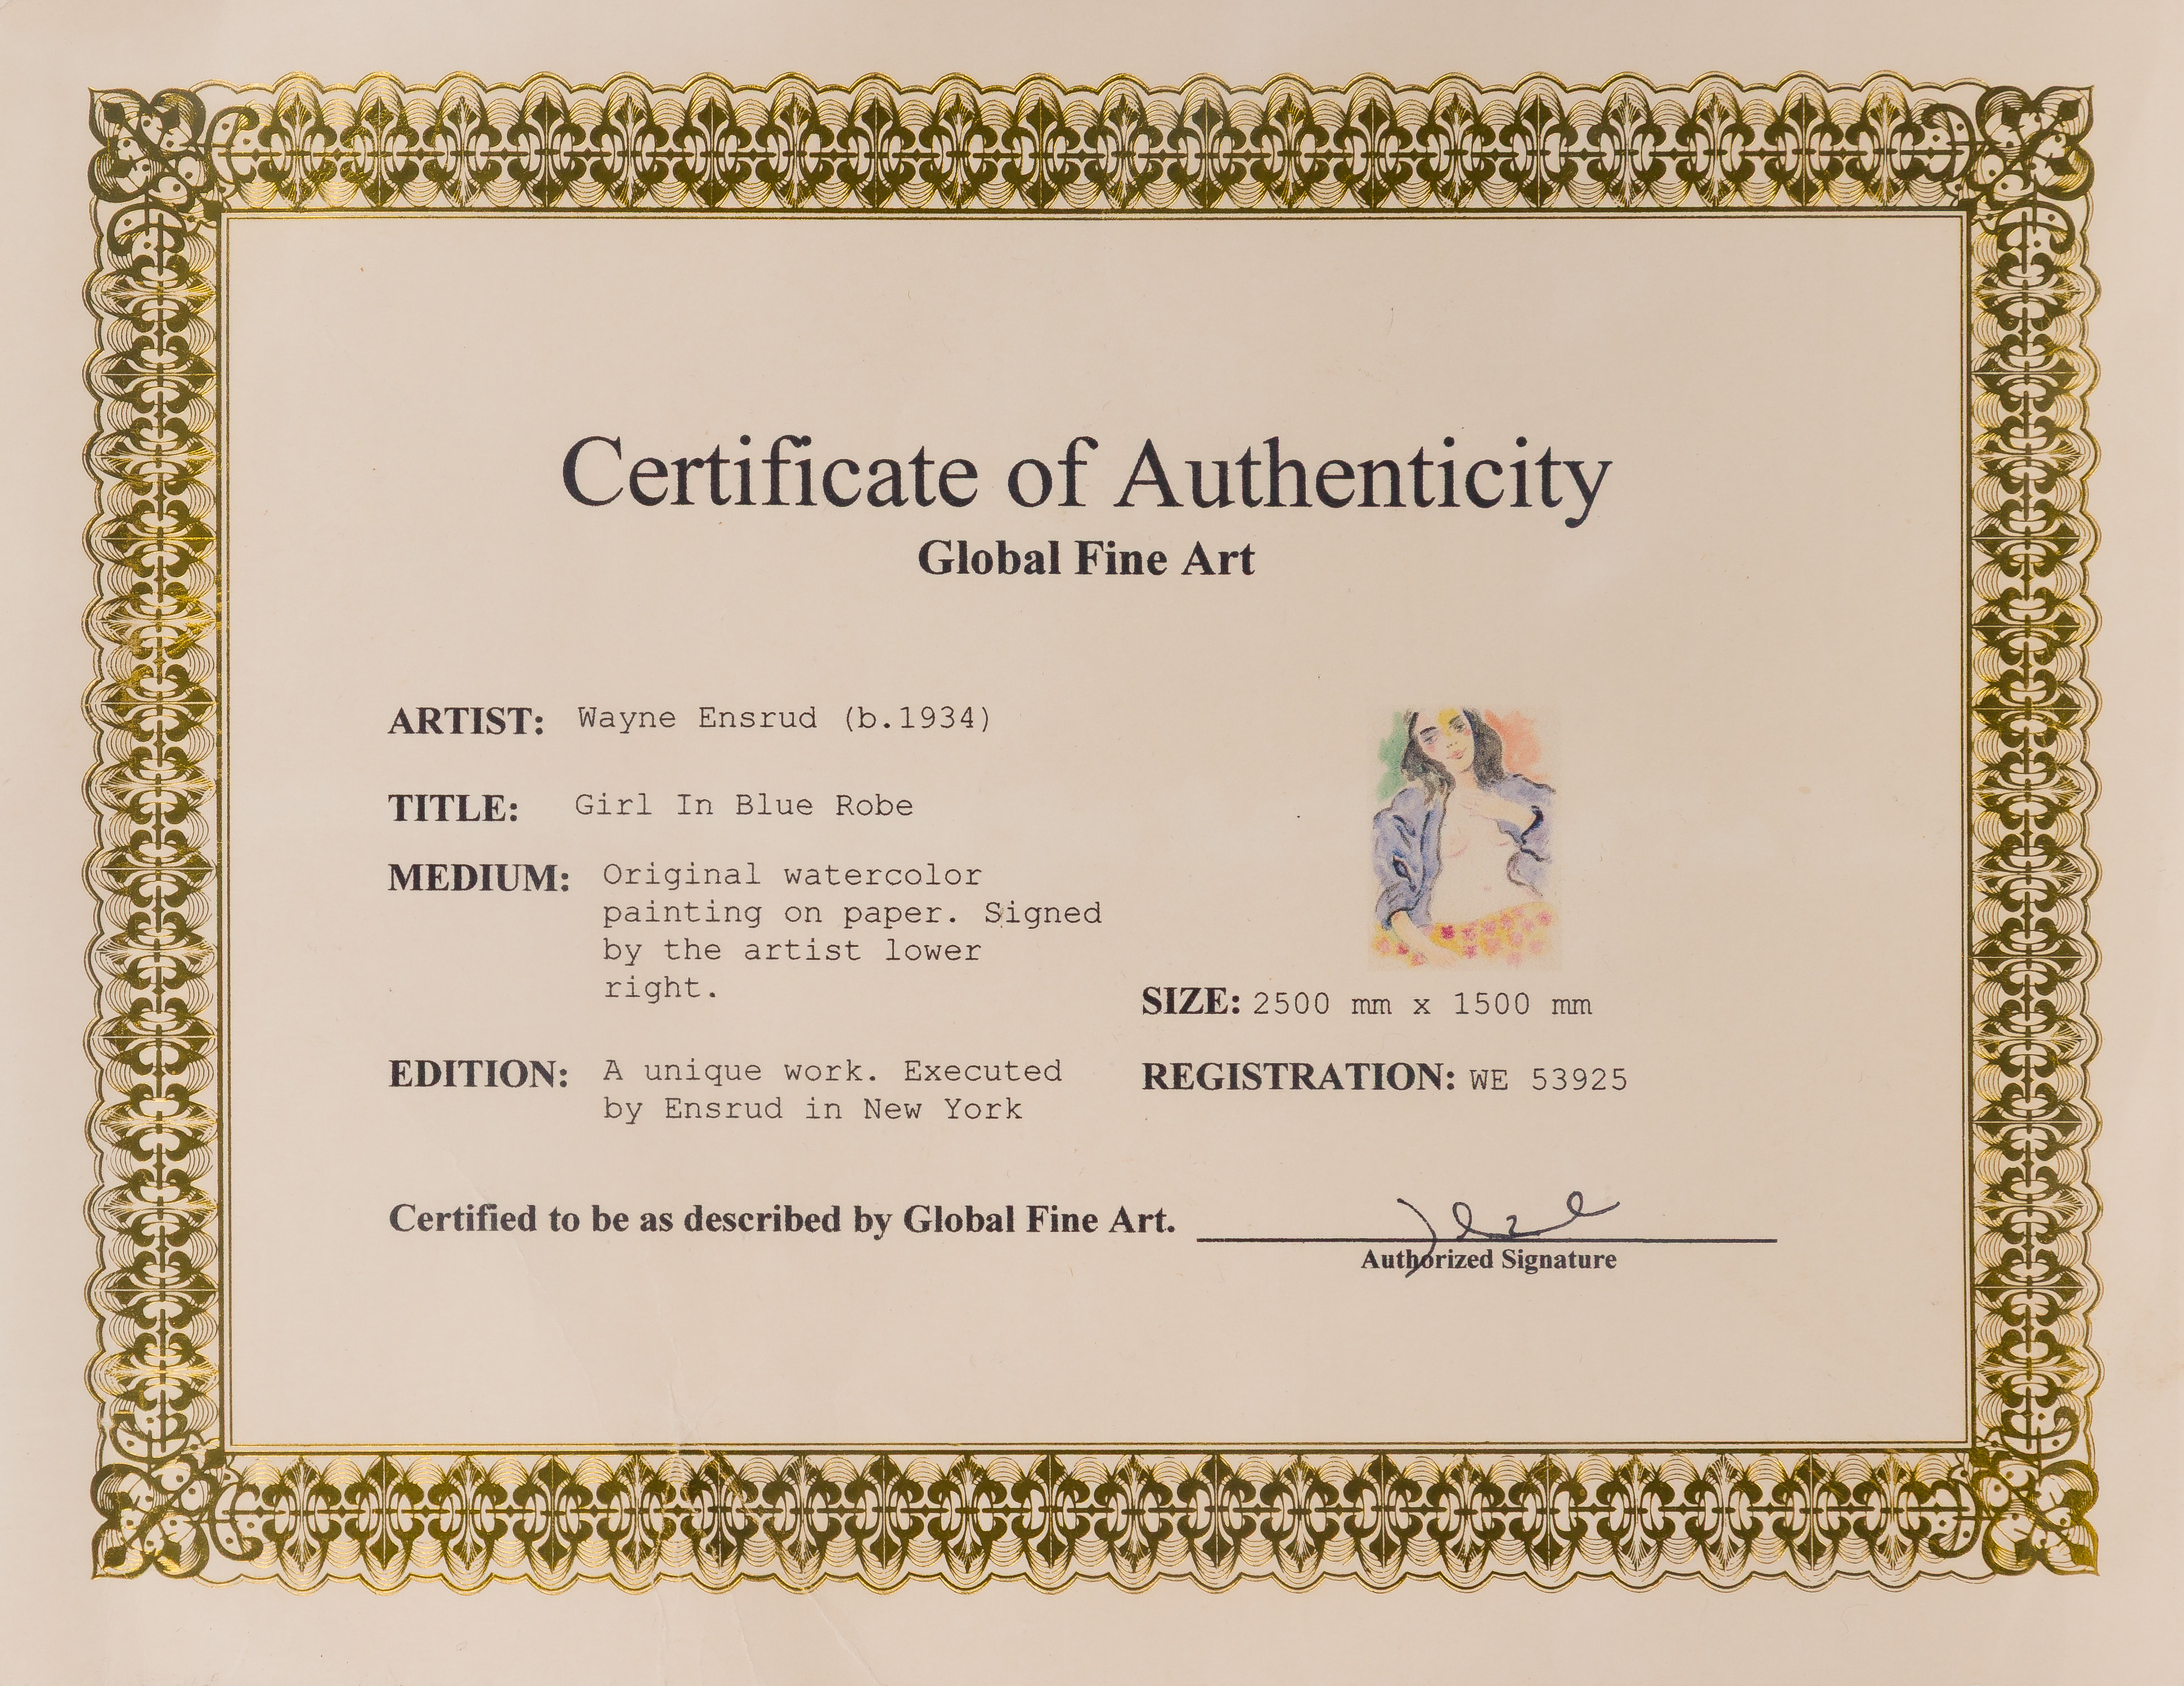 Certificate of Authenticity
Global Fine Art
ARTIST: Wayne Ensrud (b.1934)
TITLE: Girl In Blue Robe
MEDIUM: Original watercolor
painting on paper. Signed
by the artist lower
right.
SIZE: 2500 mm x 1500 mm
EDITION: A unique work. Executed
by Ensrud in New York
REGISTRATION: WE 53925
Certified to be as described by Global Fine Art.
Authorized Signature